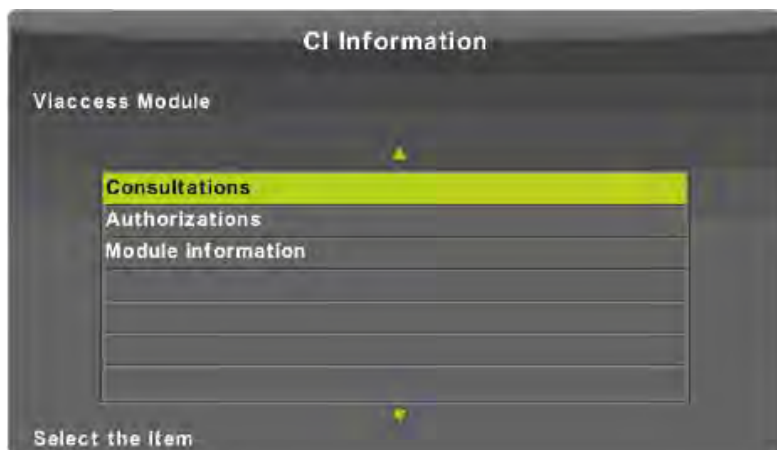 CI Information
Viaccess Module
Consultations
Authorizations
Module Information
Select the Item